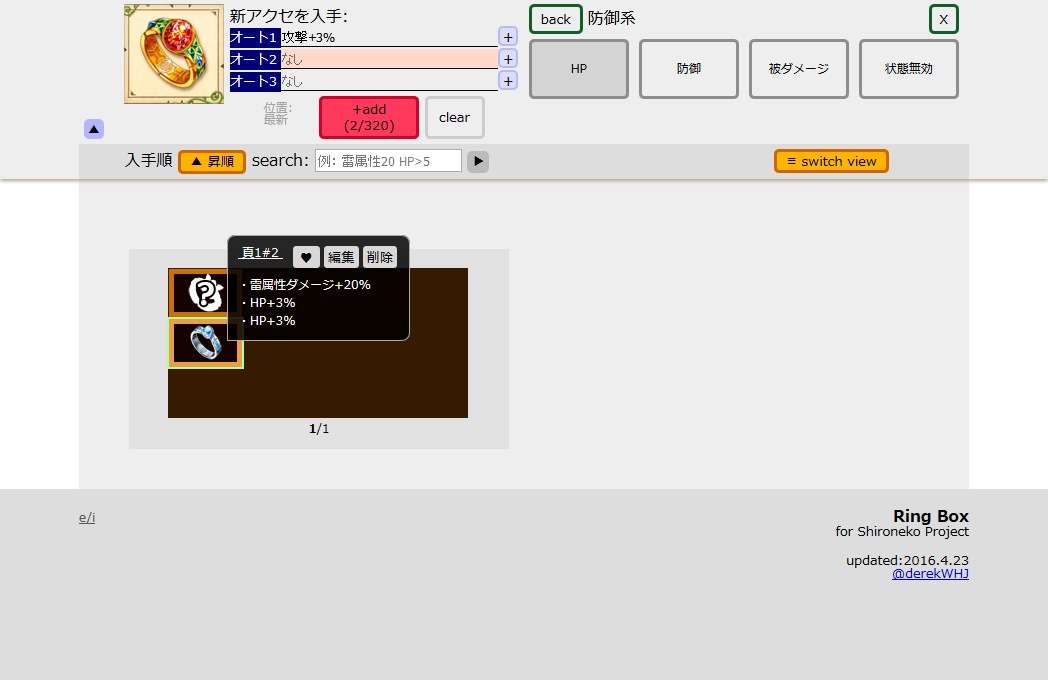 新アクセを入手:
オート1 攻撃+3% +
オート2 なし +
オート3 なし +
位置:
最新
+add
(2/320)
clear
back 防御系 X
HP 防御 被ダメージ 状態無効
▲
入手順 ▲ 昇順 search: 例: 雷属性20 HP>5 ▶ ≡ switch view
頁1#2 ♥ 編集 削除
・雷属性ダメージ+20%
・HP+3%
・HP+3%
?
1/1
e/i
Ring Box
for Shironeko Project
updated:2016.4.23
@derekWHJ